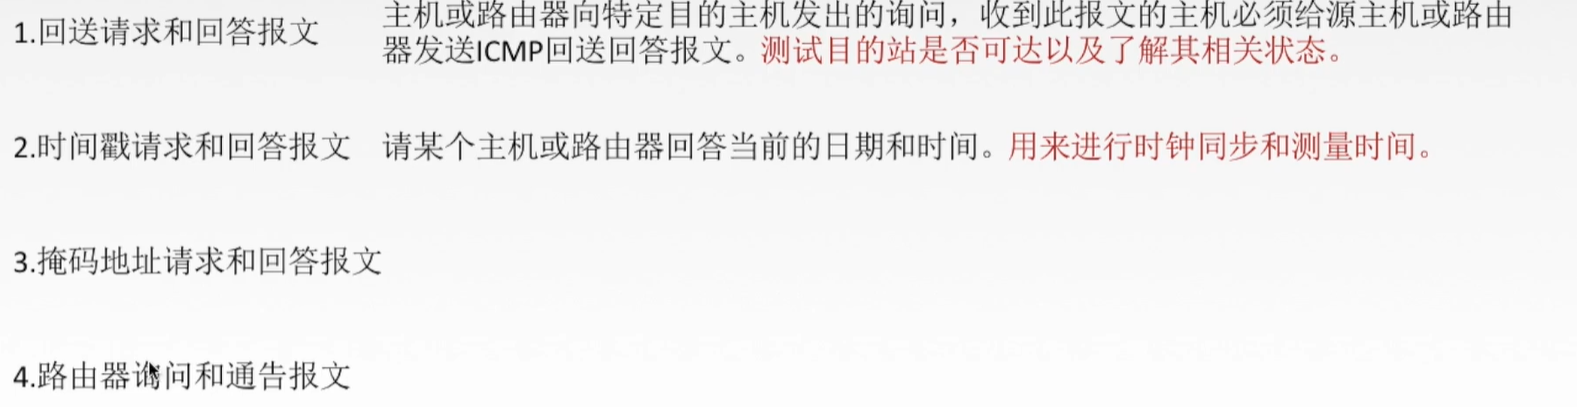 1.回送请求和回答报文
主机或路由器向特定目的主机发出的询问，收到此报文的主机必须给源主机或路由
器发送ICMP回送回答报文。测试目的站是否可达以及了解其相关状态。
2.时间戳请求和回答报文 请某个主机或路由器回答当前的日期和时间。用来进行时钟同步和测量时间。
3.掩码地址请求和回答报文
4.路由器询问和通告报文